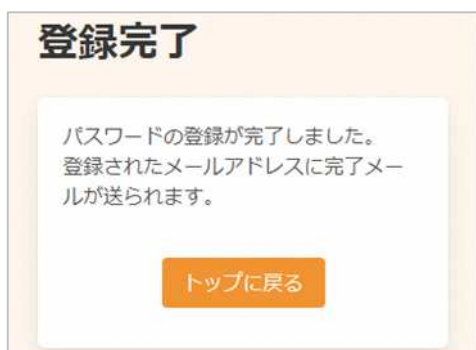 登録完了
パスワードの登録が完了しました。
登録されたメールアドレスに完了メー
ルが送られます。
トップに戻る